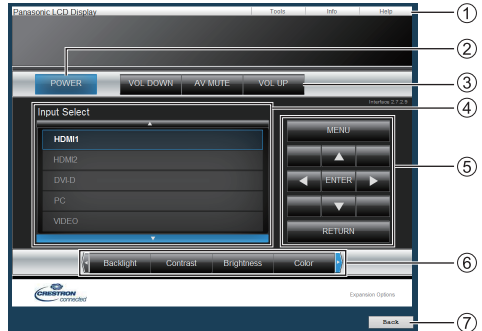 Panasonic LCD Display Tools Info Help ①
②
POWER VOL DOWN AV MUTE VOL UP ③
Interface 2.7.2.9
Input Select ④
HDMI1
HDMI2
DVI-D
PC
VIDEO
MENU
ENTER ⑤
RETURN
Backlight Contrast Brightness Color ⑥
CRESTRON connected
Expansion Options
Back ⑦